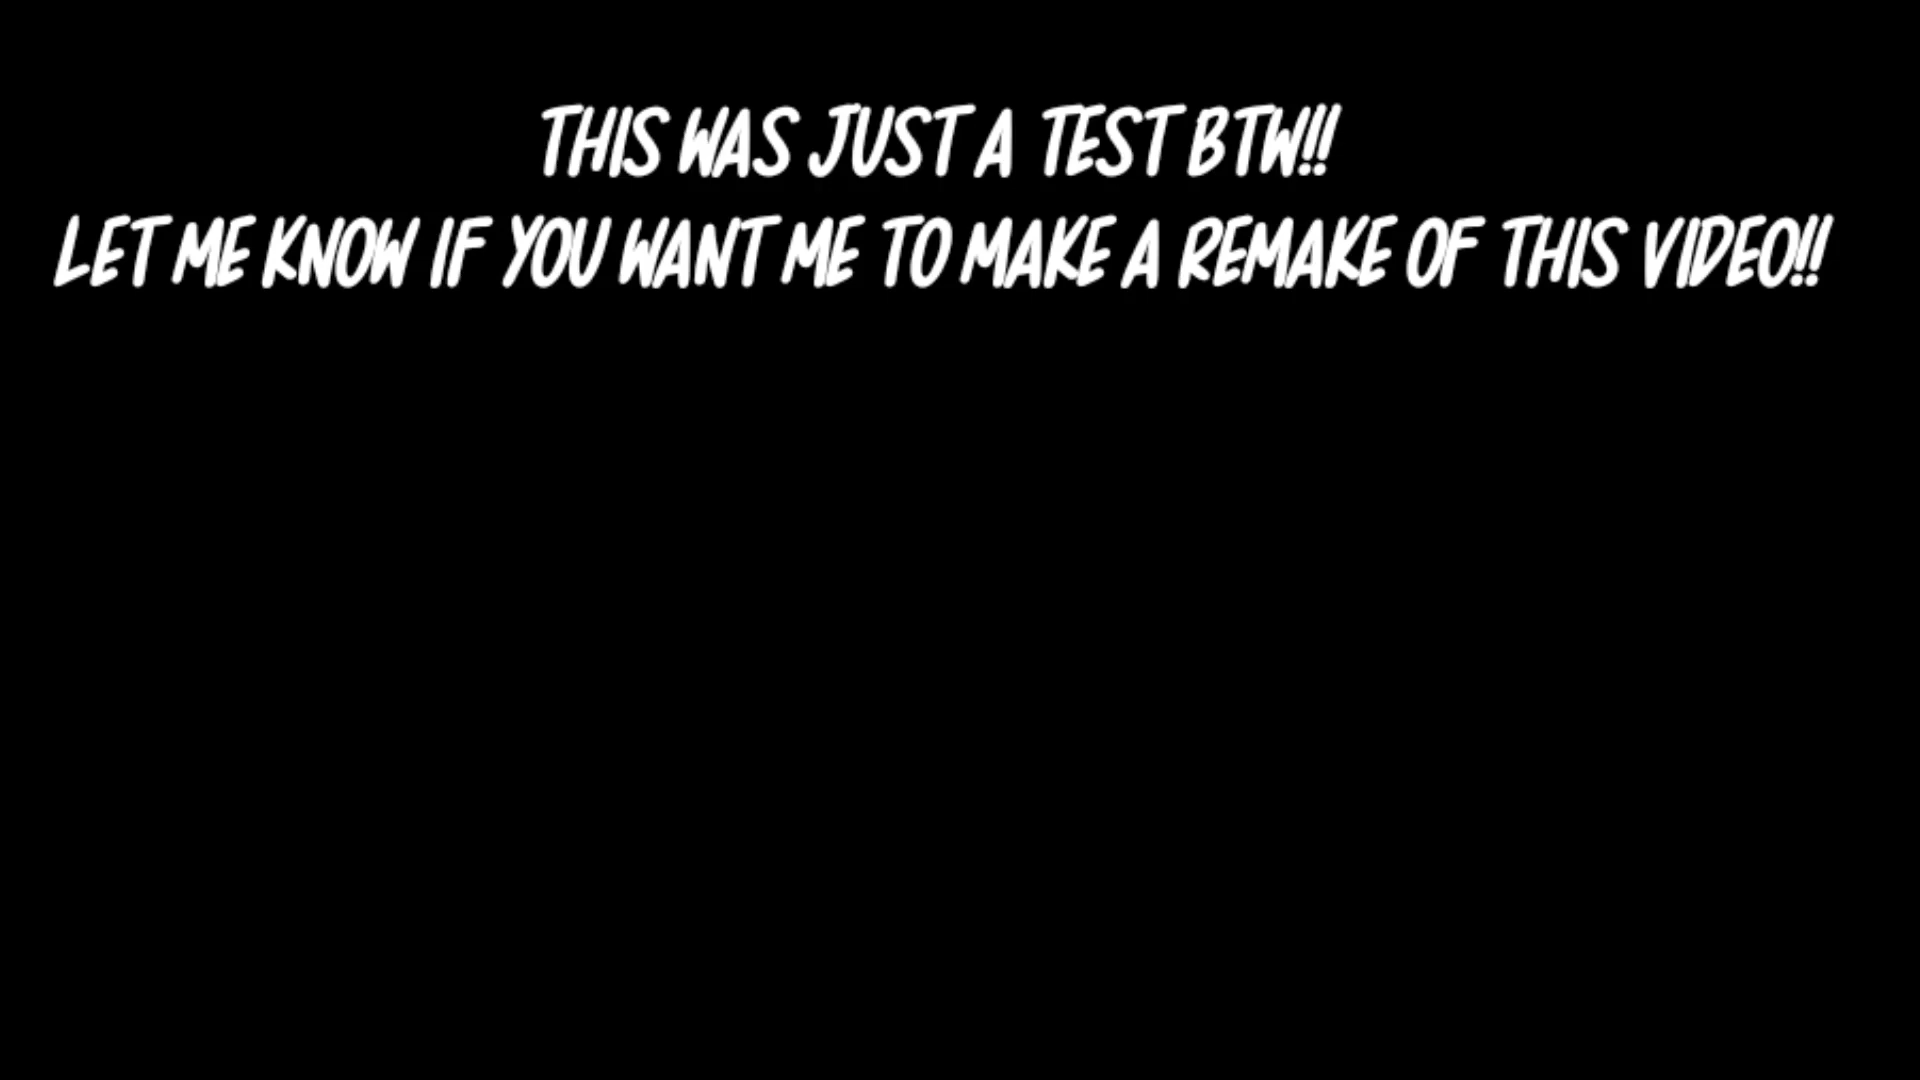 THIS WAS JUST A TEST BTW!!
LET ME KNOW IF YOU WANT ME TO MAKE A REMAKE OF THIS VIDEO!!